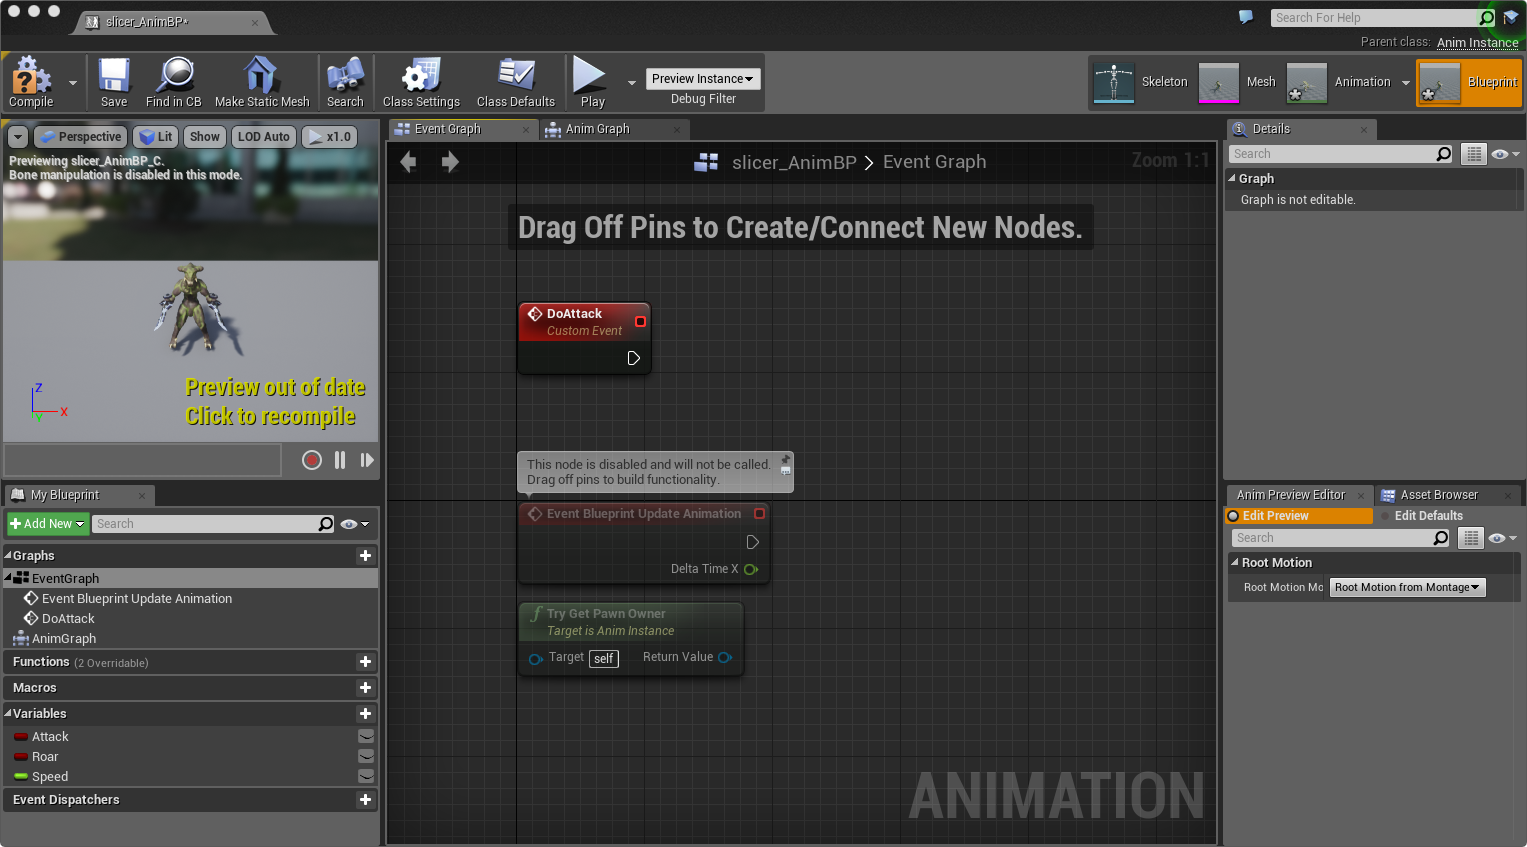 slicer_AnimBP*
Search For Help
Parent class: Anim Instance
Compile
Save
Find in CB
Make Static Mesh
Search
Class Settings
Class Defaults
Play
Preview Instance
Debug Filter
Skeleton
Mesh
Animation
Blueprint
Perspective
Lit
Show
LOD Auto
x1.0
Previewing slicer_AnimBP_C.
Bone manipulation is disabled in this mode.
Z
X
Y
Preview out of date
Click to recompile
My Blueprint
Add New
Search
Graphs
EventGraph
Event Blueprint Update Animation
DoAttack
AnimGraph
Functions (2 Overridable)
Macros
Variables
Attack
Roar
Speed
Event Dispatchers
Event Graph
Anim Graph
slicer_AnimBP > Event Graph
Zoom 1:1
Drag Off Pins to Create/Connect New Nodes.
DoAttack
Custom Event
This node is disabled and will not be called.
Drag off pins to build functionality.
Event Blueprint Update Animation
Delta Time X
f Try Get Pawn Owner
Target is Anim Instance
Target self Return Value
ANIMATION
Details
Search
Graph
Graph is not editable.
Anim Preview Editor
Asset Browser
Edit Preview
Edit Defaults
Search
Root Motion
Root Motion Mo
Root Motion from Montage